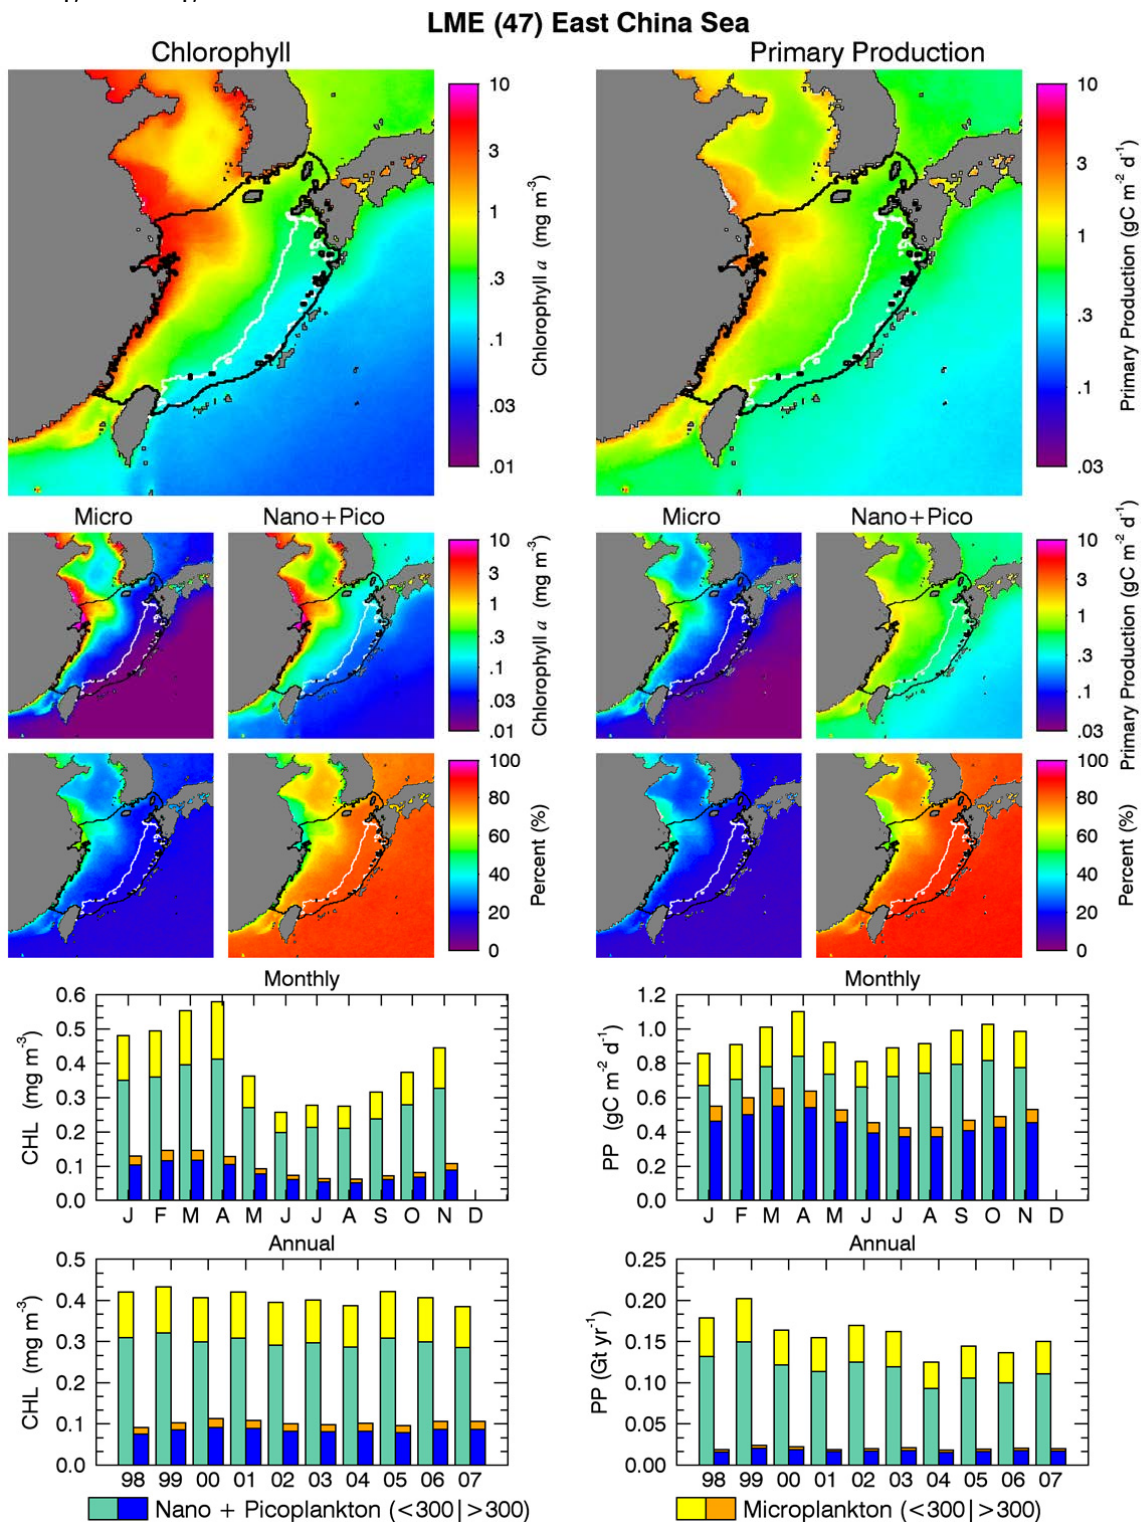 LME (47) East China Sea
Chlorophyll
Primary Production
10
3
1
.3
.1
.03
.01
Chlorophyll a (mg m-3)
10
3
1
.3
.1
.03
Primary Production (gC m-2 d-1)
Micro
Nano+Pico
Micro
Nano+Pico
10
3
1
.3
.1
.03
.01
Chlorophyll a (mg m-3)
10
3
1
.3
.1
.03
Primary Production (gC m-2 d-1)
100
80
60
40
20
0
Percent (%)
100
80
60
40
20
0
Percent (%)
Monthly
0.6
0.5
0.4
0.3
0.2
0.1
0.0
CHL (mg m-3)
J F M A M J J A S O N D
Monthly
1.2
1.0
0.8
0.6
0.4
0.2
0.0
PP (gC m-2 d-1)
J F M A M J J A S O N D
Annual
0.5
0.4
0.3
0.2
0.1
0.0
CHL (mg m-3)
98 99 00 01 02 03 04 05 06 07
Annual
0.25
0.20
0.15
0.10
0.05
0.00
PP (Gt yr-1)
98 99 00 01 02 03 04 05 06 07
Nano + Picoplankton (<300|>300)
Microplankton (<300|>300)